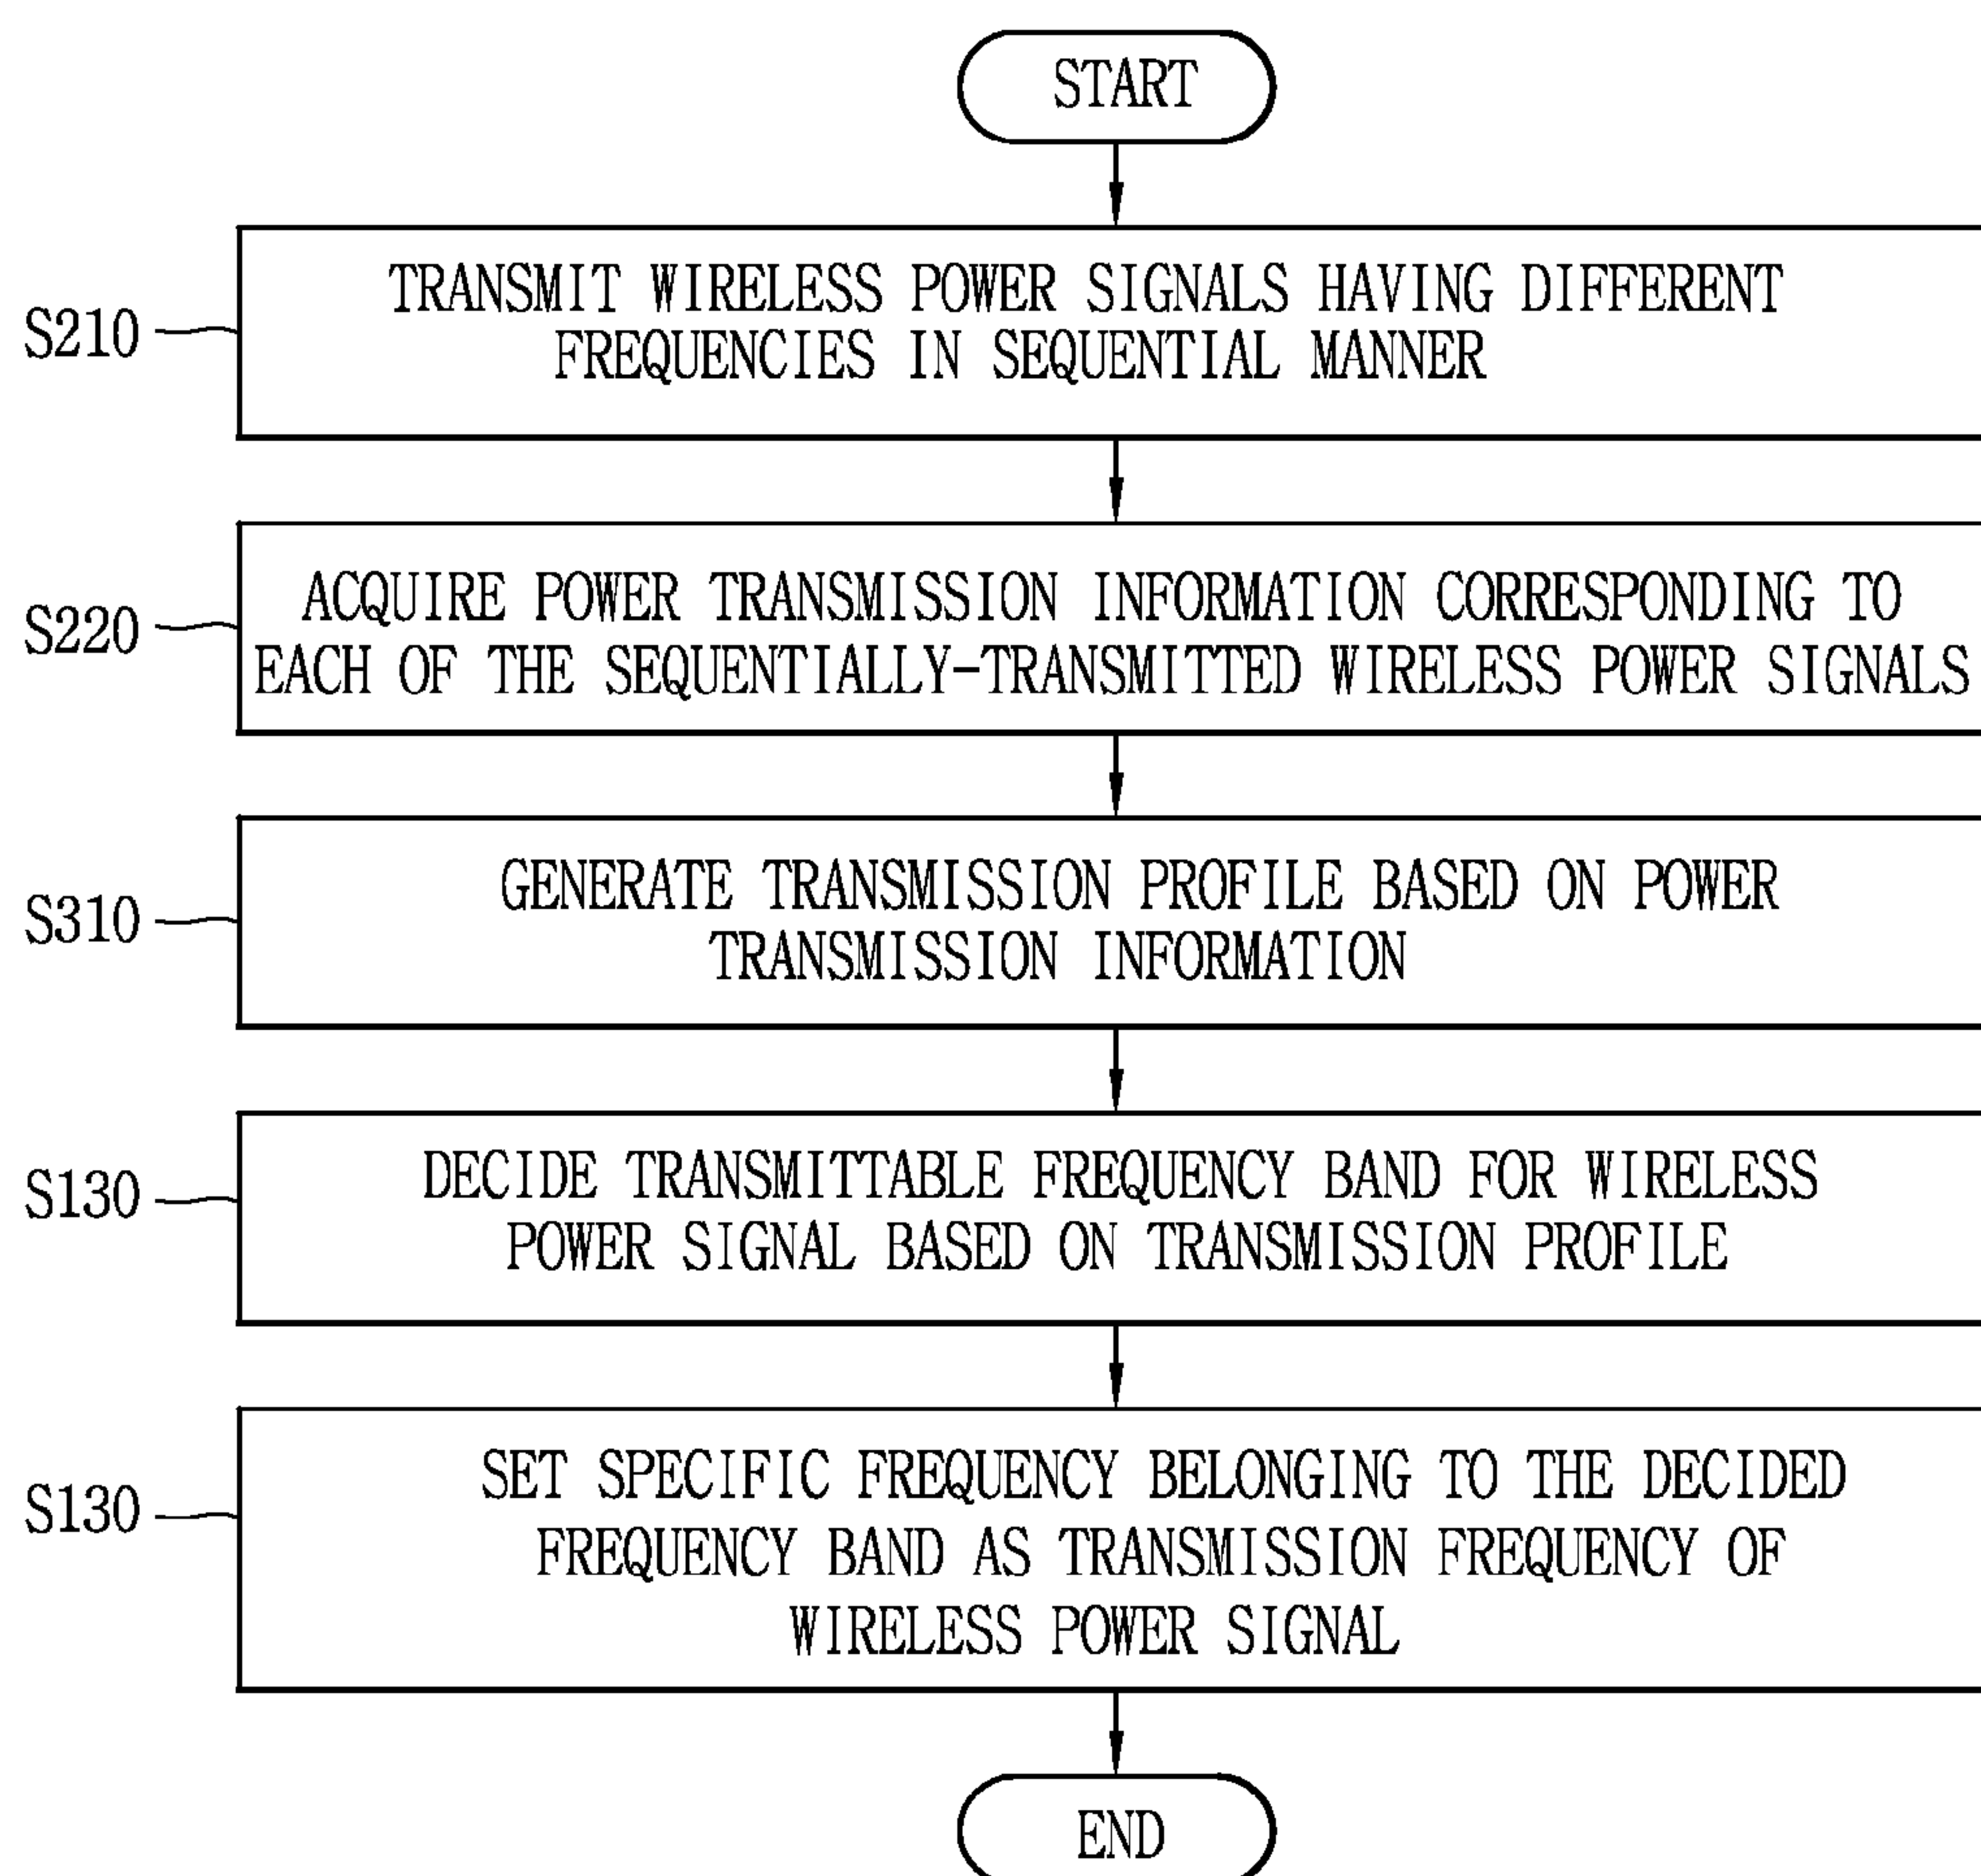 START
S210
TRANSMIT WIRELESS POWER SIGNALS HAVING DIFFERENT
FREQUENCIES IN SEQUENTIAL MANNER
S220
ACQUIRE POWER TRANSMISSION INFORMATION CORRESPONDING TO
EACH OF THE SEQUENTIALLY-TRANSMITTED WIRELESS POWER SIGNALS
S310
GENERATE TRANSMISSION PROFILE BASED ON POWER
TRANSMISSION INFORMATION
S130
DECIDE TRANSMITTABLE FREQUENCY BAND FOR WIRELESS
POWER SIGNAL BASED ON TRANSMISSION PROFILE
S130
SET SPECIFIC FREQUENCY BELONGING TO THE DECIDED
FREQUENCY BAND AS TRANSMISSION FREQUENCY OF
WIRELESS POWER SIGNAL
END